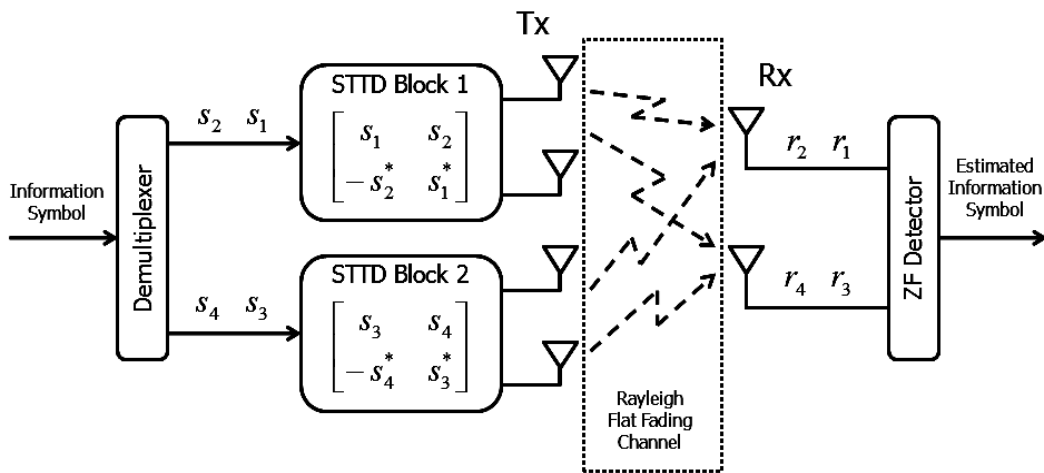 Tx
Rx
Information
Symbol
Demultiplexer
s₂ s₁
s₄ s₃
STTD Block 1
s₁ s₂
−s₂* s₁*
STTD Block 2
s₃ s₄
−s₄* s₃*
Rayleigh
Flat Fading
Channel
r₂ r₁
r₄ r₃
ZF Detector
Estimated
Information
Symbol